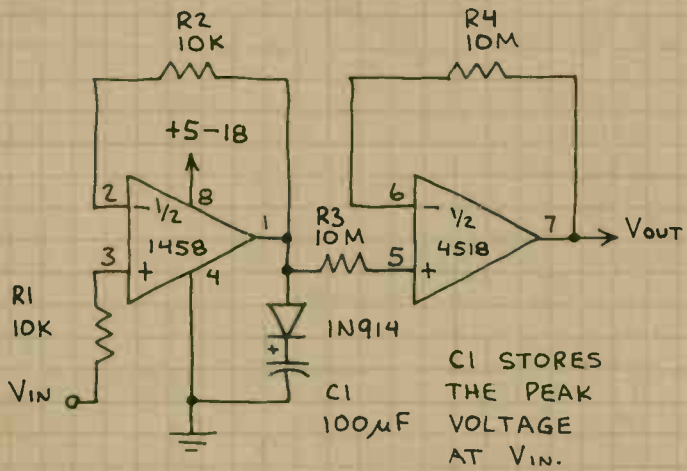 R2
10K
R4
10M
+5-18
2
- 1/2
8
1458
1
3
+
4
R3
10M
6
- 1/2
7
VOUT
4518
5
+
R1
10K
1N914
+
VIN
C1
100µF
C1 STORES
THE PEAK
VOLTAGE
AT VIN.